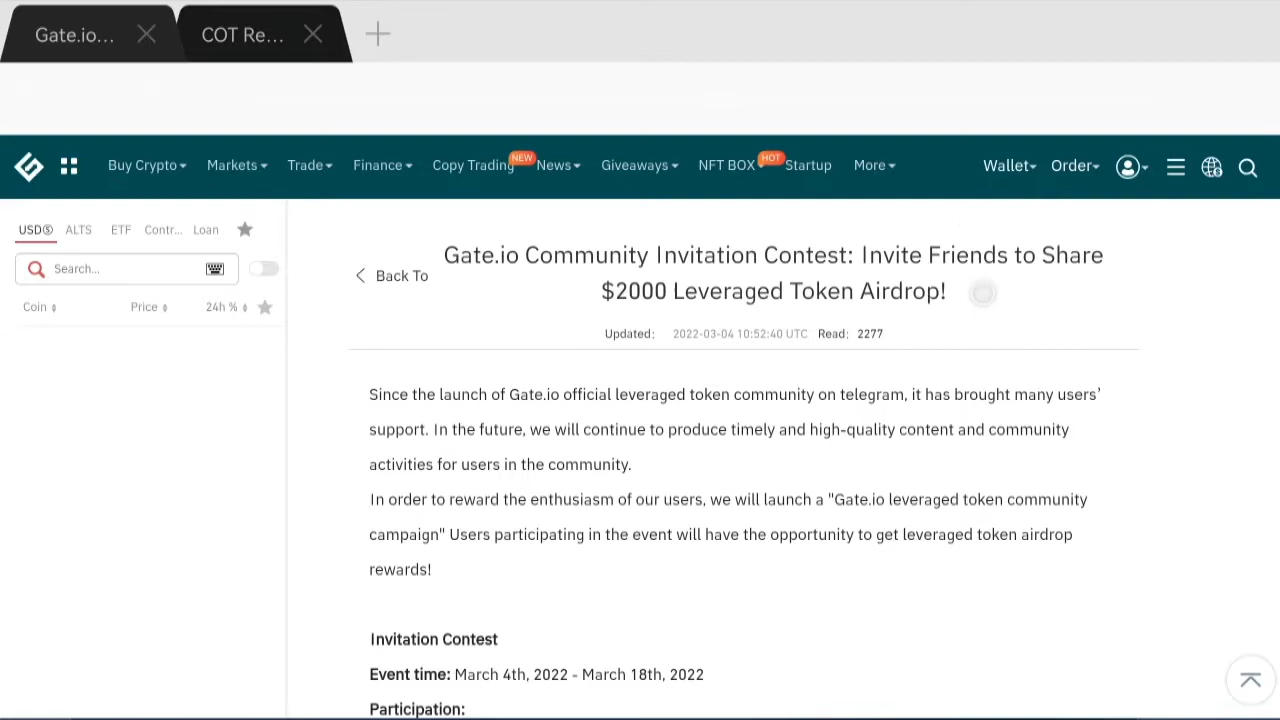 Gate.io...
COT Re...
Buy Crypto Markets Trade Finance Copy Trading NEW News Giveaways NFT BOX HOT Startup More Wallet Order
USD ALTS ETF Contr... Loan
Search...
Coin Price 24h %
Back To
Gate.io Community Invitation Contest: Invite Friends to Share
$2000 Leveraged Token Airdrop!
Updated: 2022-03-04 10:52:40 UTC Read: 2277
Since the launch of Gate.io official leveraged token community on telegram, it has brought many users’
support. In the future, we will continue to produce timely and high-quality content and community
activities for users in the community.
In order to reward the enthusiasm of our users, we will launch a "Gate.io leveraged token community
campaign" Users participating in the event will have the opportunity to get leveraged token airdrop
rewards!
Invitation Contest
Event time: March 4th, 2022 - March 18th, 2022
Participation: